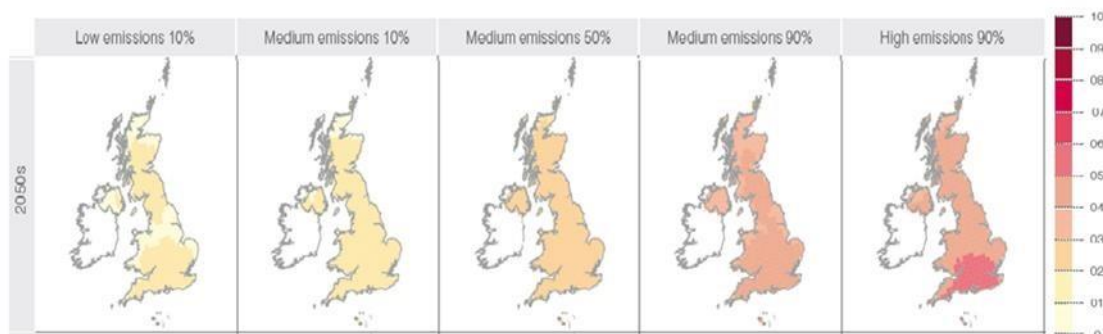 Low emissions 10%
Medium emissions 10%
Medium emissions 50%
Medium emissions 90%
High emissions 90%
2050s
10
09
08
07
06
05
04
03
02
01